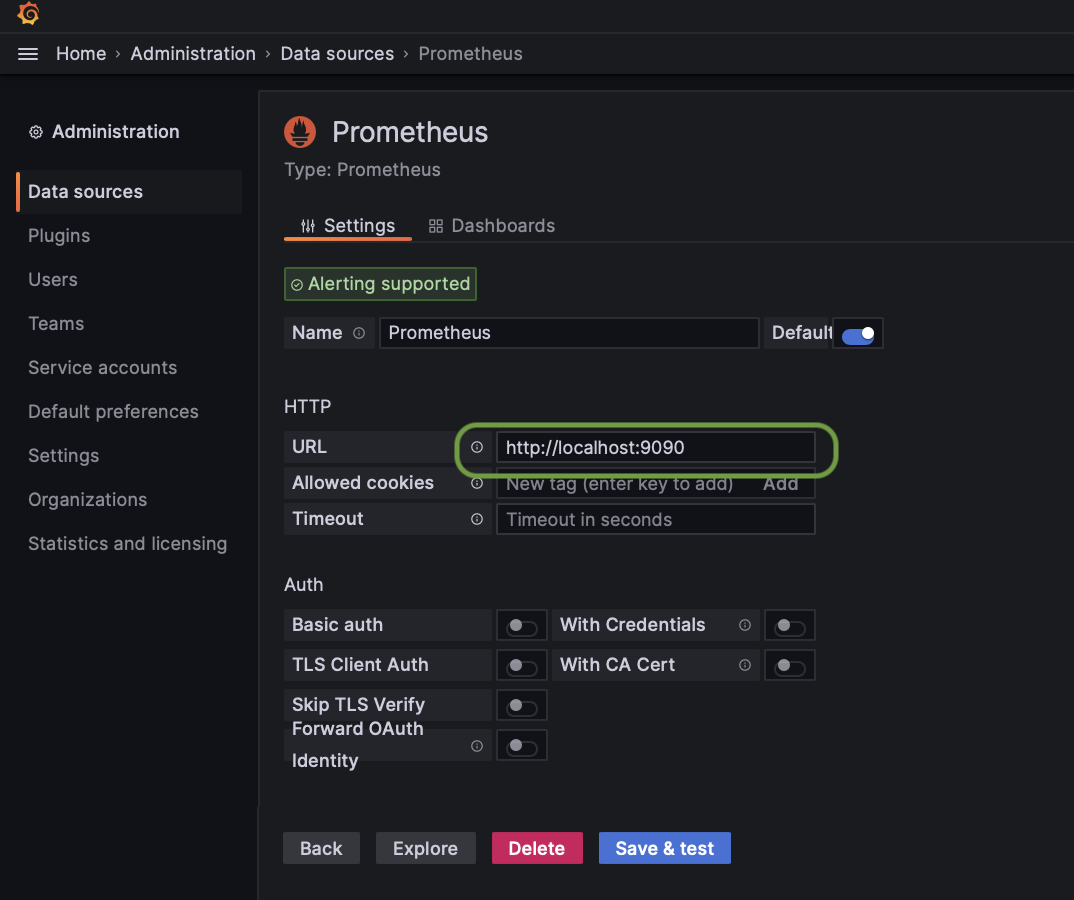 Home › Administration › Data sources › Prometheus
Administration
Data sources
Plugins
Users
Teams
Service accounts
Default preferences
Settings
Organizations
Statistics and licensing
Prometheus
Type: Prometheus
Settings Dashboards
Alerting supported
Name Prometheus Default
HTTP
URL http://localhost:9090
Allowed cookies New tag (enter key to add) Add
Timeout Timeout in seconds
Auth
Basic auth With Credentials
TLS Client Auth With CA Cert
Skip TLS Verify
Forward OAuth
Identity
Back Explore Delete Save & test